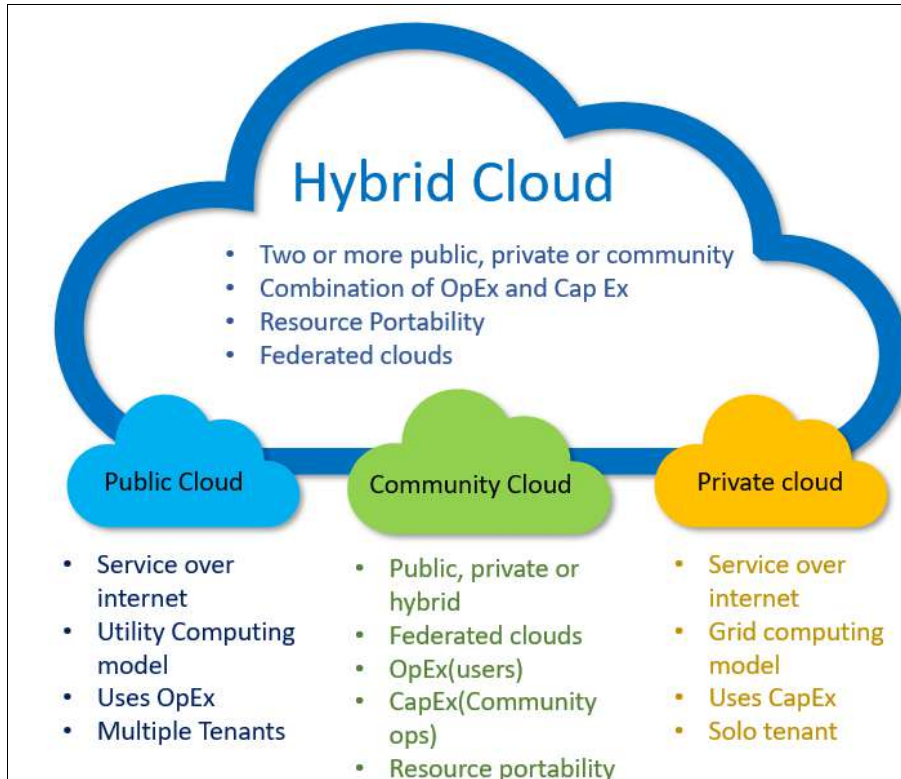 Hybrid Cloud
• Two or more public, private or community
• Combination of OpEx and Cap Ex
• Resource Portability
• Federated clouds
Public Cloud
• Service over
internet
• Utility Computing
model
• Uses OpEx
• Multiple Tenants
Community Cloud
• Public, private or
hybrid
• Federated clouds
• OpEx(users)
• CapEx(Community
ops)
• Resource portability
Private cloud
• Service over
internet
• Grid computing
model
• Uses CapEx
• Solo tenant